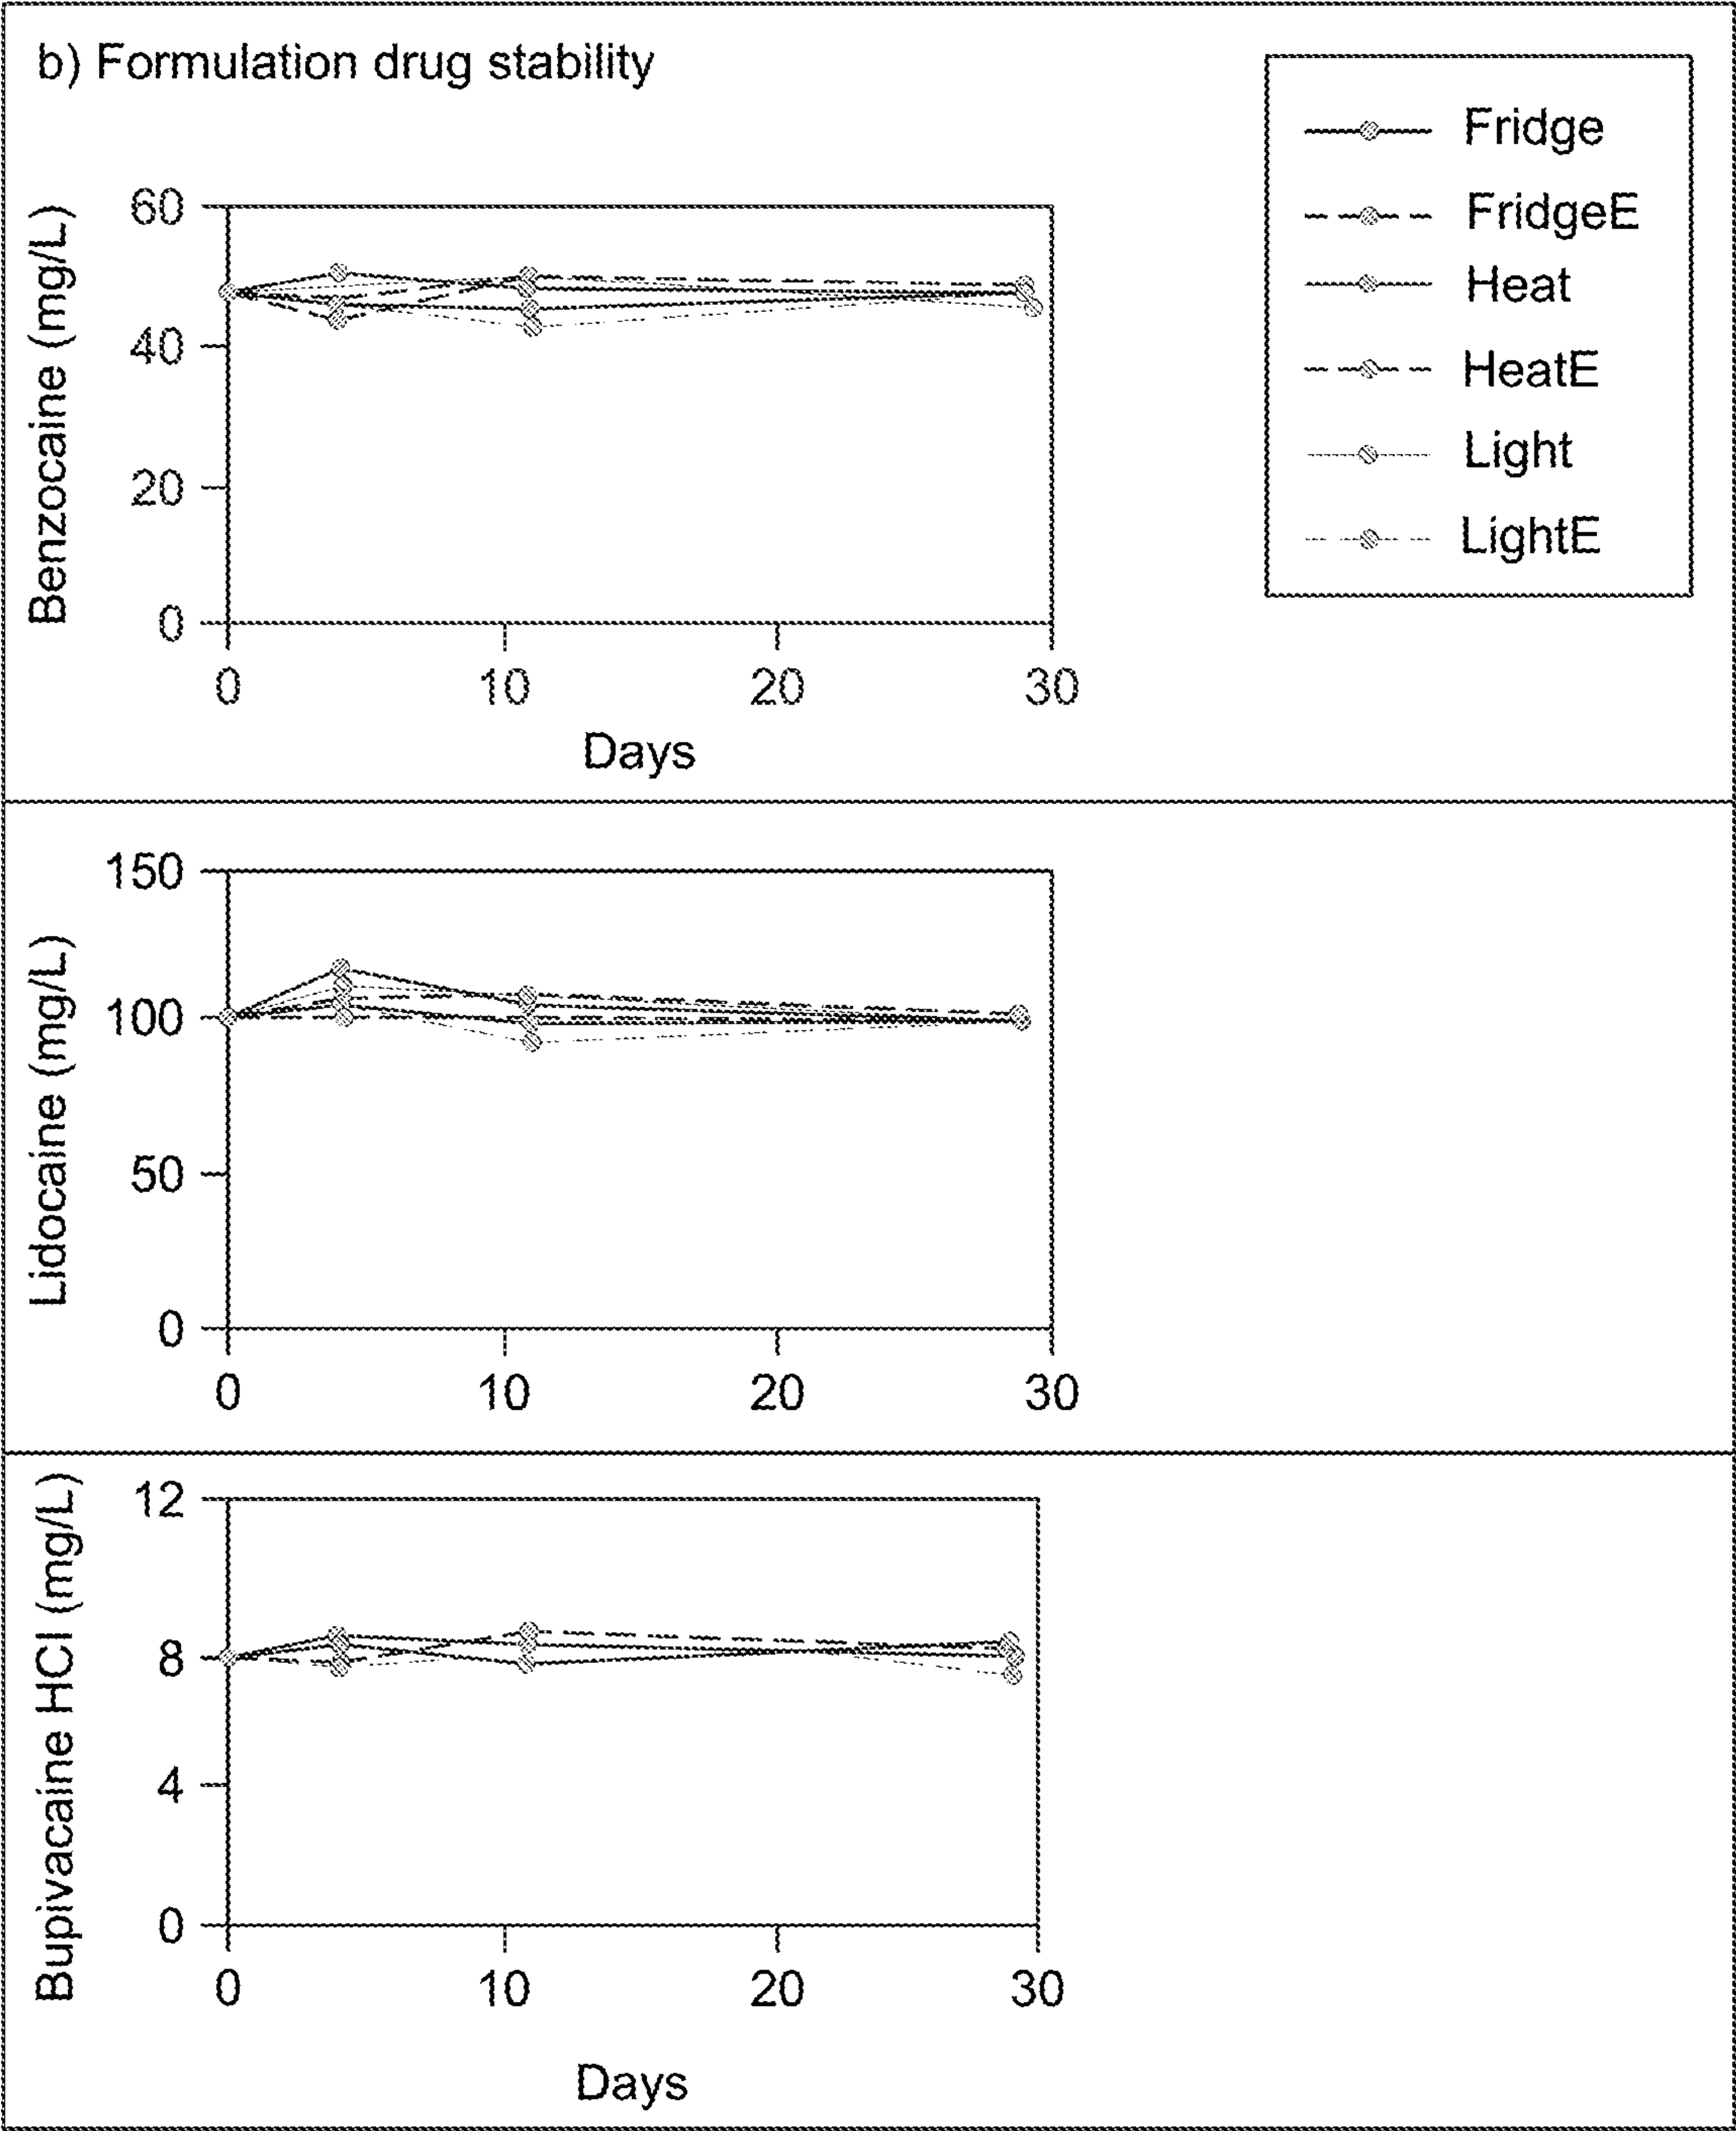 b) Formulation drug stability
Fridge
FridgeE
Heat
HeatE
Light
LightE
Benzocaine (mg/L)
60
40
20
0
0 10 20 30
Days
Lidocaine (mg/L)
150
100
50
0
0 10 20 30
Bupivacaine HCl (mg/L)
12
8
4
0
0 10 20 30
Days